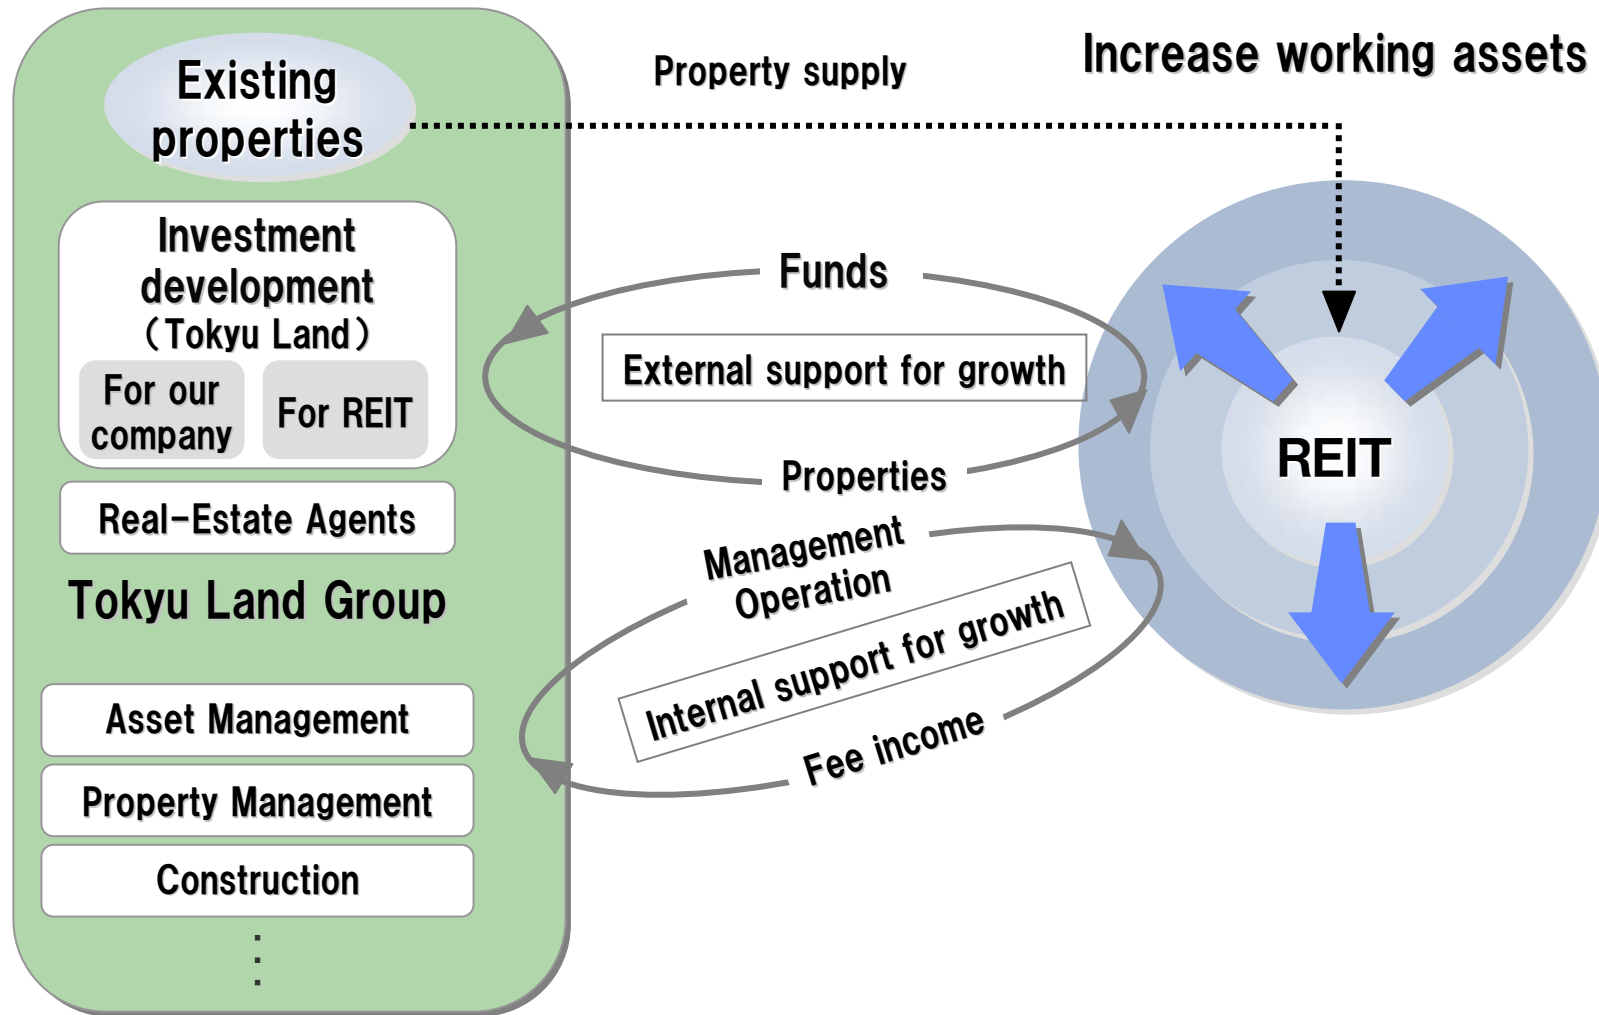 Existing
properties
Property supply
Increase working assets
Investment
development
（Tokyu Land）
For our
company
For REIT
Real-Estate Agents
Tokyu Land Group
Asset Management
Property Management
Construction
Funds
External support for growth
Properties
Management
Operation
Internal support for growth
Fee income
REIT